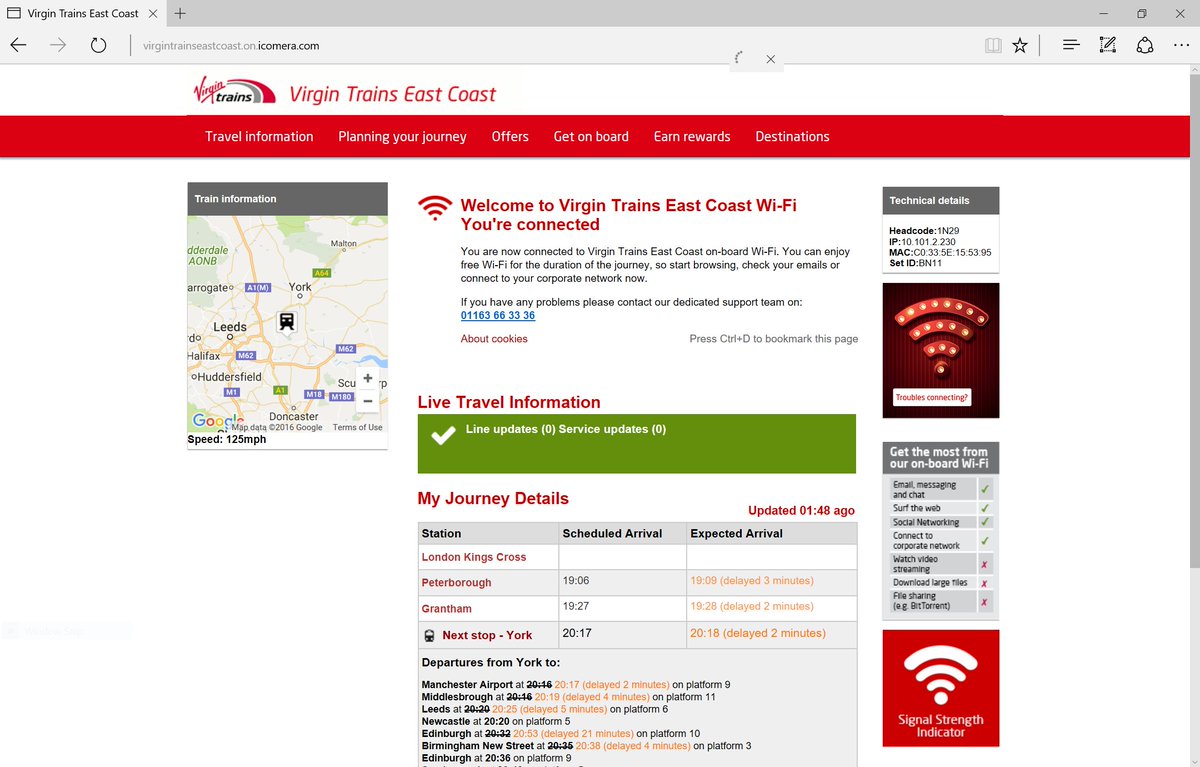 Virgin Trains East Coast
virgintrainseastcoast.on.icomera.com
Virgin trains
Virgin Trains East Coast
Travel information Planning your journey Offers Get on board Earn rewards Destinations
Train information
dderdale
AONB
Malton
A64
arrogate
A1(M)
York
Leeds
Halifax
M62
M62
Huddersfield
M1
A1
M18
M180
Doncaster
Google
Map data ©2016 Google Terms of Use
Speed: 125mph
Welcome to Virgin Trains East Coast Wi-Fi
You're connected
You are now connected to Virgin Trains East Coast on-board Wi-Fi. You can enjoy
free Wi-Fi for the duration of the journey, so start browsing, check your emails or
connect to your corporate network now.
If you have any problems please contact our dedicated support team on:
01163 66 33 36
About cookies
Press Ctrl+D to bookmark this page
Live Travel Information
Line updates (0) Service updates (0)
My Journey Details
Updated 01:48 ago
Station Scheduled Arrival Expected Arrival
London Kings Cross
Peterborough 19:06 19:09 (delayed 3 minutes)
Grantham 19:27 19:28 (delayed 2 minutes)
Next stop - York 20:17 20:18 (delayed 2 minutes)
Departures from York to:
Manchester Airport at 20:16 20:17 (delayed 2 minutes) on platform 9
Middlesbrough at 20:16 20:19 (delayed 4 minutes) on platform 11
Leeds at 20:20 20:25 (delayed 5 minutes) on platform 6
Newcastle at 20:20 on platform 5
Edinburgh at 20:32 20:53 (delayed 21 minutes) on platform 10
Birmingham New Street at 20:35 20:38 (delayed 4 minutes) on platform 3
Edinburgh at 20:36 on platform 9
Technical details
Headcode:1N29
IP:10.101.2.230
MAC:C0:33:5E:15:53:95
Set ID:BN11
Troubles connecting?
Get the most from
our on-board Wi-Fi
Email, messaging
and chat
Surf the web
Social Networking
Connect to
corporate network
Watch video
streaming
Download large files
File sharing
(e.g. BitTorrent)
Signal Strength
Indicator